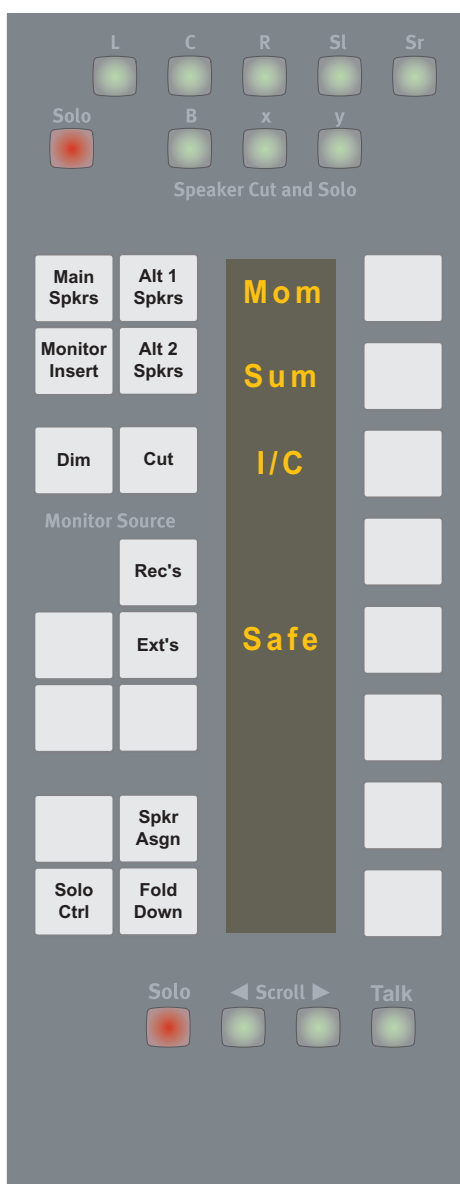 L C R Sl Sr
Solo B x y
Speaker Cut and Solo
Main Spkrs
Alt 1 Spkrs
Mom
Monitor Insert
Alt 2 Spkrs
Sum
Dim
Cut
I/C
Monitor Source
Rec's
Ext's
Safe
Spkr Asgn
Solo Ctrl
Fold Down
Solo ◀ Scroll ▶ Talk